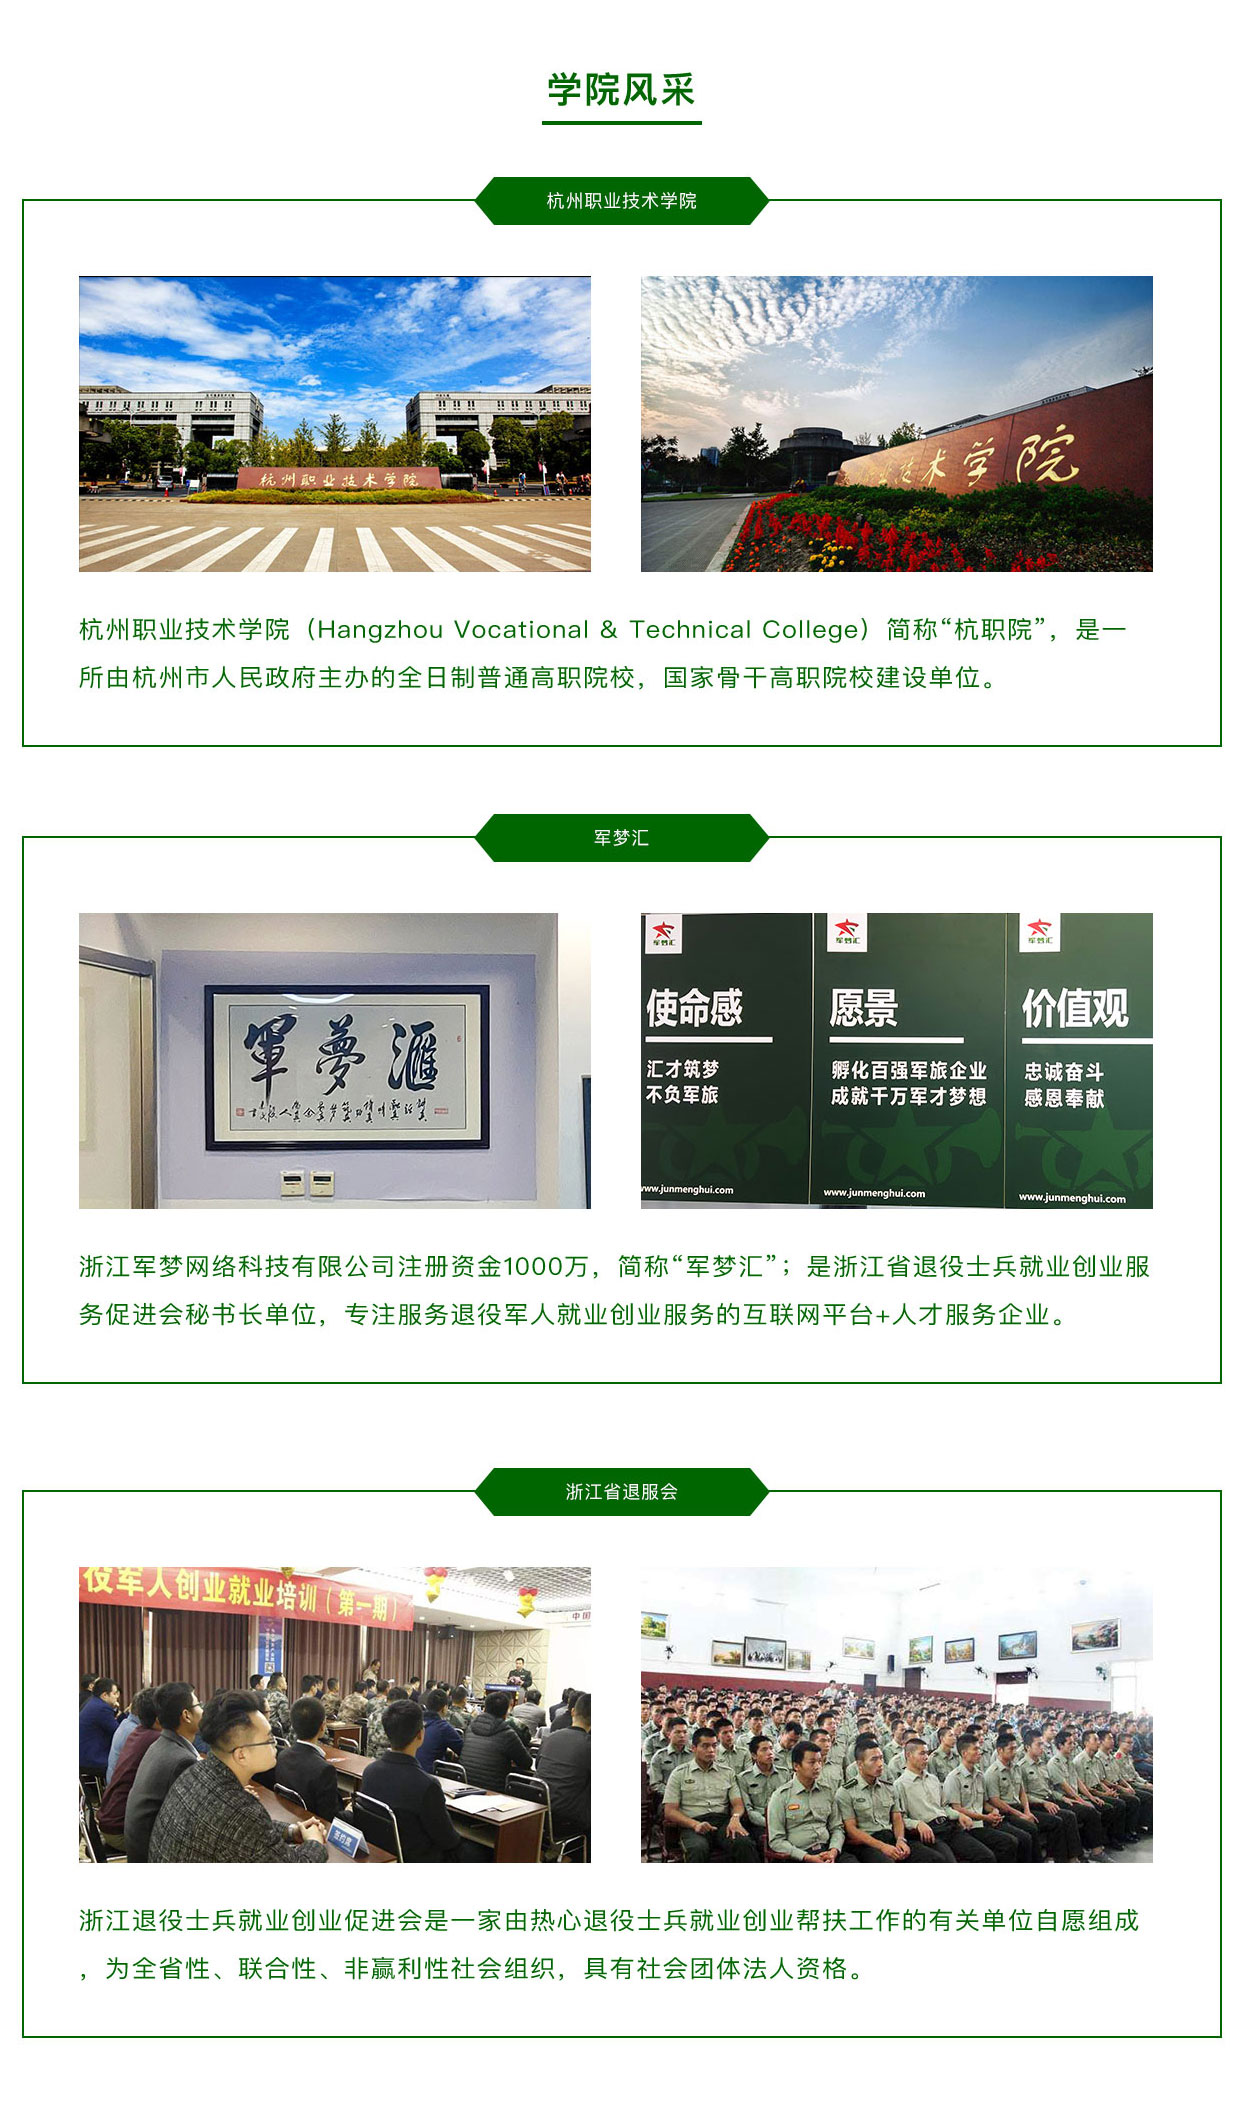 学院风采
杭州职业技术学院
杭州职业技术学院
技术学院
杭州职业技术学院（Hangzhou Vocational & Technical College）简称“杭职院”，是一
所由杭州市人民政府主办的全日制普通高职院校，国家骨干高职院校建设单位。
军梦汇
軍夢滙
军梦汇
军梦汇
军梦汇
使命感
汇才筑梦
不负军旅
www.junmenghui.com
愿景
孵化百强军旅企业
成就千万军才梦想
www.junmenghui.com
价值观
忠诚奋斗
感恩奉献
www.junmenghui.com
浙江军梦网络科技有限公司注册资金1000万，简称“军梦汇”；是浙江省退役士兵就业创业服
务促进会秘书长单位，专注服务退役军人就业创业服务的互联网平台+人才服务企业。
浙江省退服会
役军人创业就业培训（第一期）
中国
签约席
浙江退役士兵就业创业促进会是一家由热心退役士兵就业创业帮扶工作的有关单位自愿组成
，为全省性、联合性、非赢利性社会组织，具有社会团体法人资格。